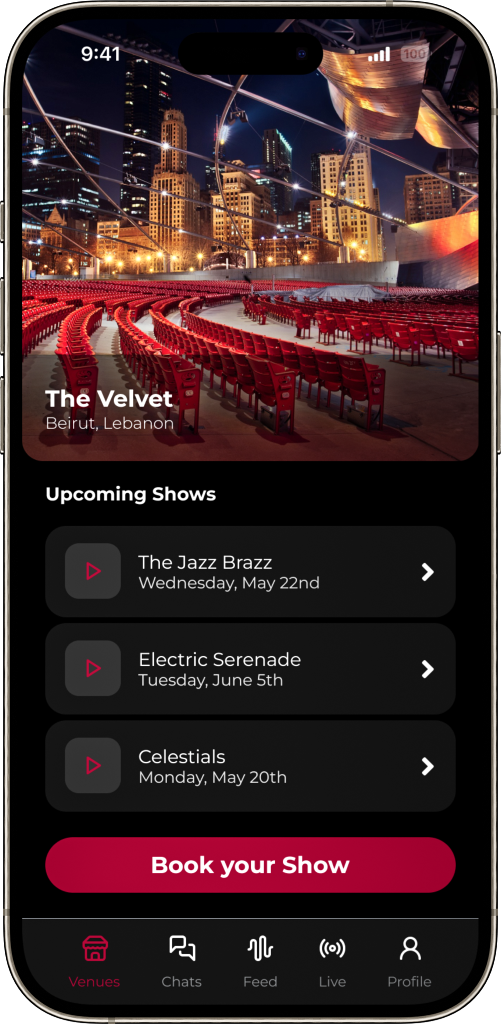 9:41
100
The Velvet
Beirut, Lebanon
Upcoming Shows
The Jazz Brazz
Wednesday, May 22nd
Electric Serenade
Tuesday, June 5th
Celestials
Monday, May 20th
Book your Show
Venues
Chats
Feed
Live
Profile